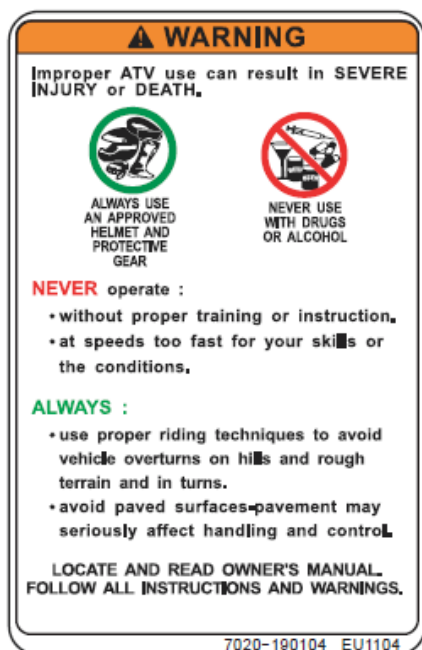 WARNING
Improper ATV use can result in SEVERE
INJURY or DEATH.
ALWAYS USE
AN APPROVED
HELMET AND
PROTECTIVE
GEAR
NEVER USE
WITH DRUGS
OR ALCOHOL
NEVER operate :
• without proper training or instruction.
• at speeds too fast for your skills or
the conditions.
ALWAYS :
• use proper riding techniques to avoid
vehicle overturns on hills and rough
terrain and in turns.
• avoid paved surfaces-pavement may
seriously affect handling and control.
LOCATE AND READ OWNER'S MANUAL.
FOLLOW ALL INSTRUCTIONS AND WARNINGS.
7020-190104 EU1104